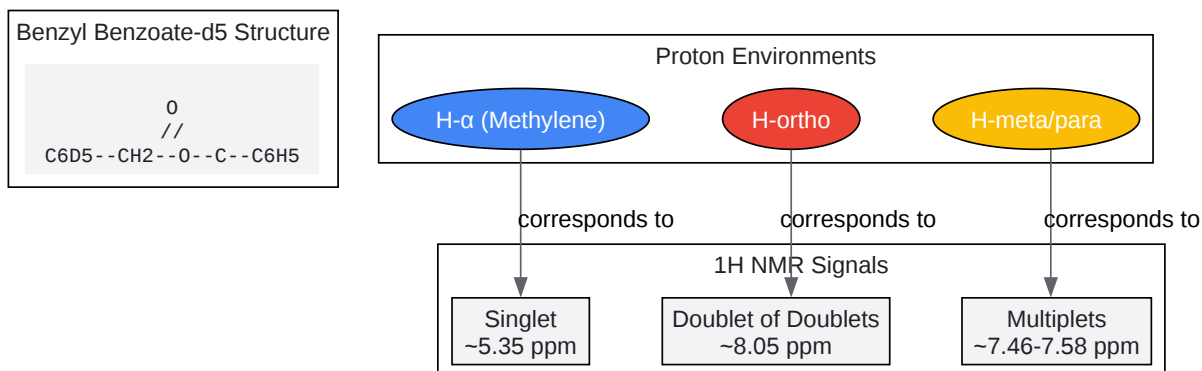 Benzyl Benzoate-d5 Structure
O
//
C6D5--CH2--O--C--C6H5
Proton Environments
H-α (Methylene)
H-ortho
H-meta/para
corresponds to
corresponds to
corresponds to
1H NMR Signals
Singlet
~5.35 ppm
Doublet of Doublets
~8.05 ppm
Multiplets
~7.46-7.58 ppm